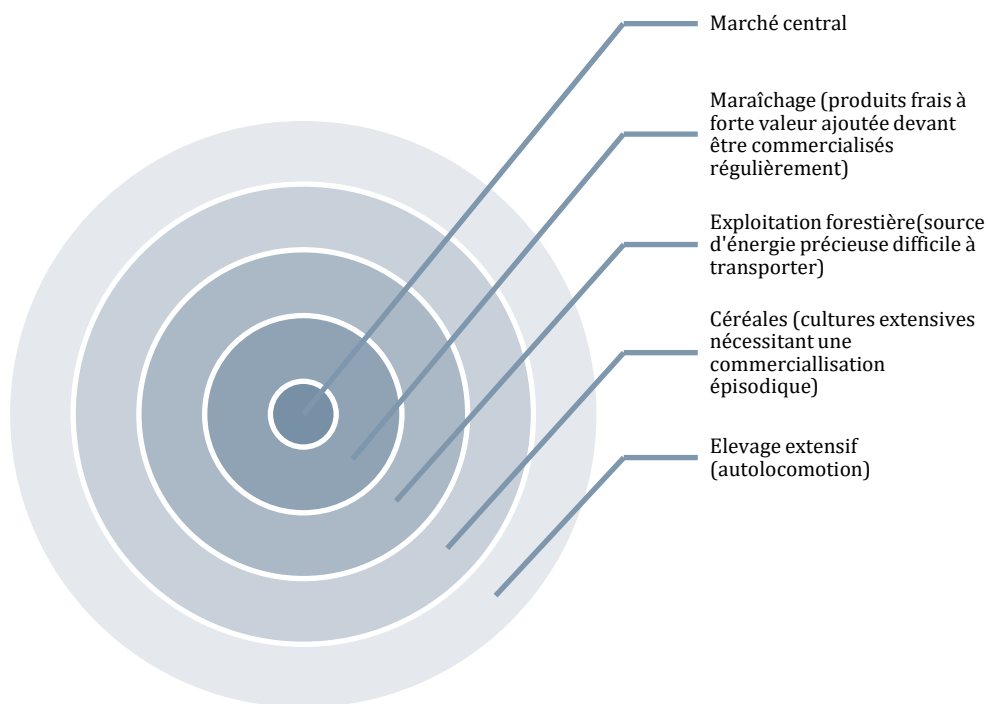 Marché central
Maraîchage (produits frais à
forte valeur ajoutée devant
être commercialisés
régulièrement)
Exploitation forestière(source
d'énergie précieuse difficile à
transporter)
Céréales (cultures extensives
nécessitant une
commerciallisation
épisodique)
Elevage extensif
(autolocomotion)